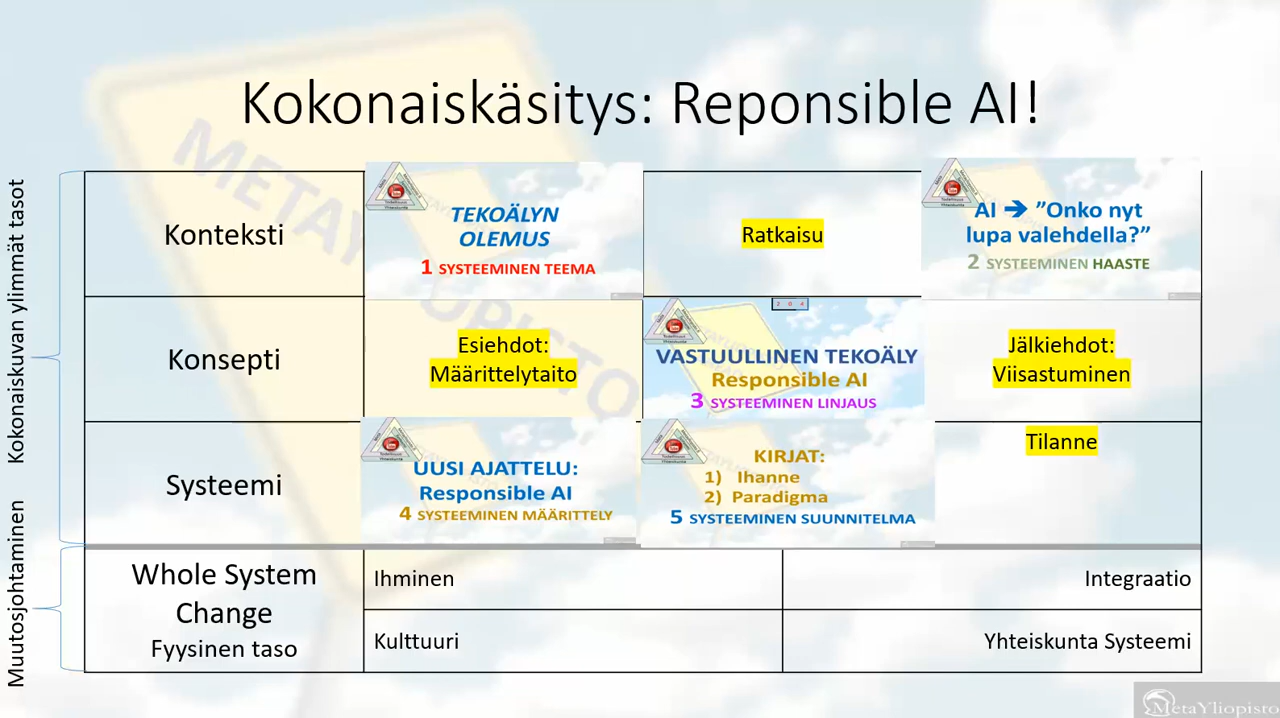 Kokonaiskäsitys: Reponsible AI!
Kokonaiskuvan ylimmät tasot
Konteksti
TEKOÄLYN
OLEMUS
1 SYSTEEMINEN TEEMA
Ratkaisu
AI ➔ ”Onko nyt
lupa valehdella?”
2 SYSTEEMINEN HAASTE
Konsepti
Esiehdot:
Määrittelytaito
2 0 4
VASTUULLINEN TEKOÄLY
Responsible AI
3 SYSTEEMINEN LINJAUS
Jälkiehdot:
Viisastuminen
Systeemi
UUSI AJATTELU:
Responsible AI
4 SYSTEEMINEN MÄÄRITTELY
KIRJAT:
1) Ihanne
2) Paradigma
5 SYSTEEMINEN SUUNNITELMA
Tilanne
Muutosjohtaminen
Whole System
Change
Fyysinen taso
Ihminen
Integraatio
Kulttuuri
Yhteiskunta Systeemi
MetaYliopisto